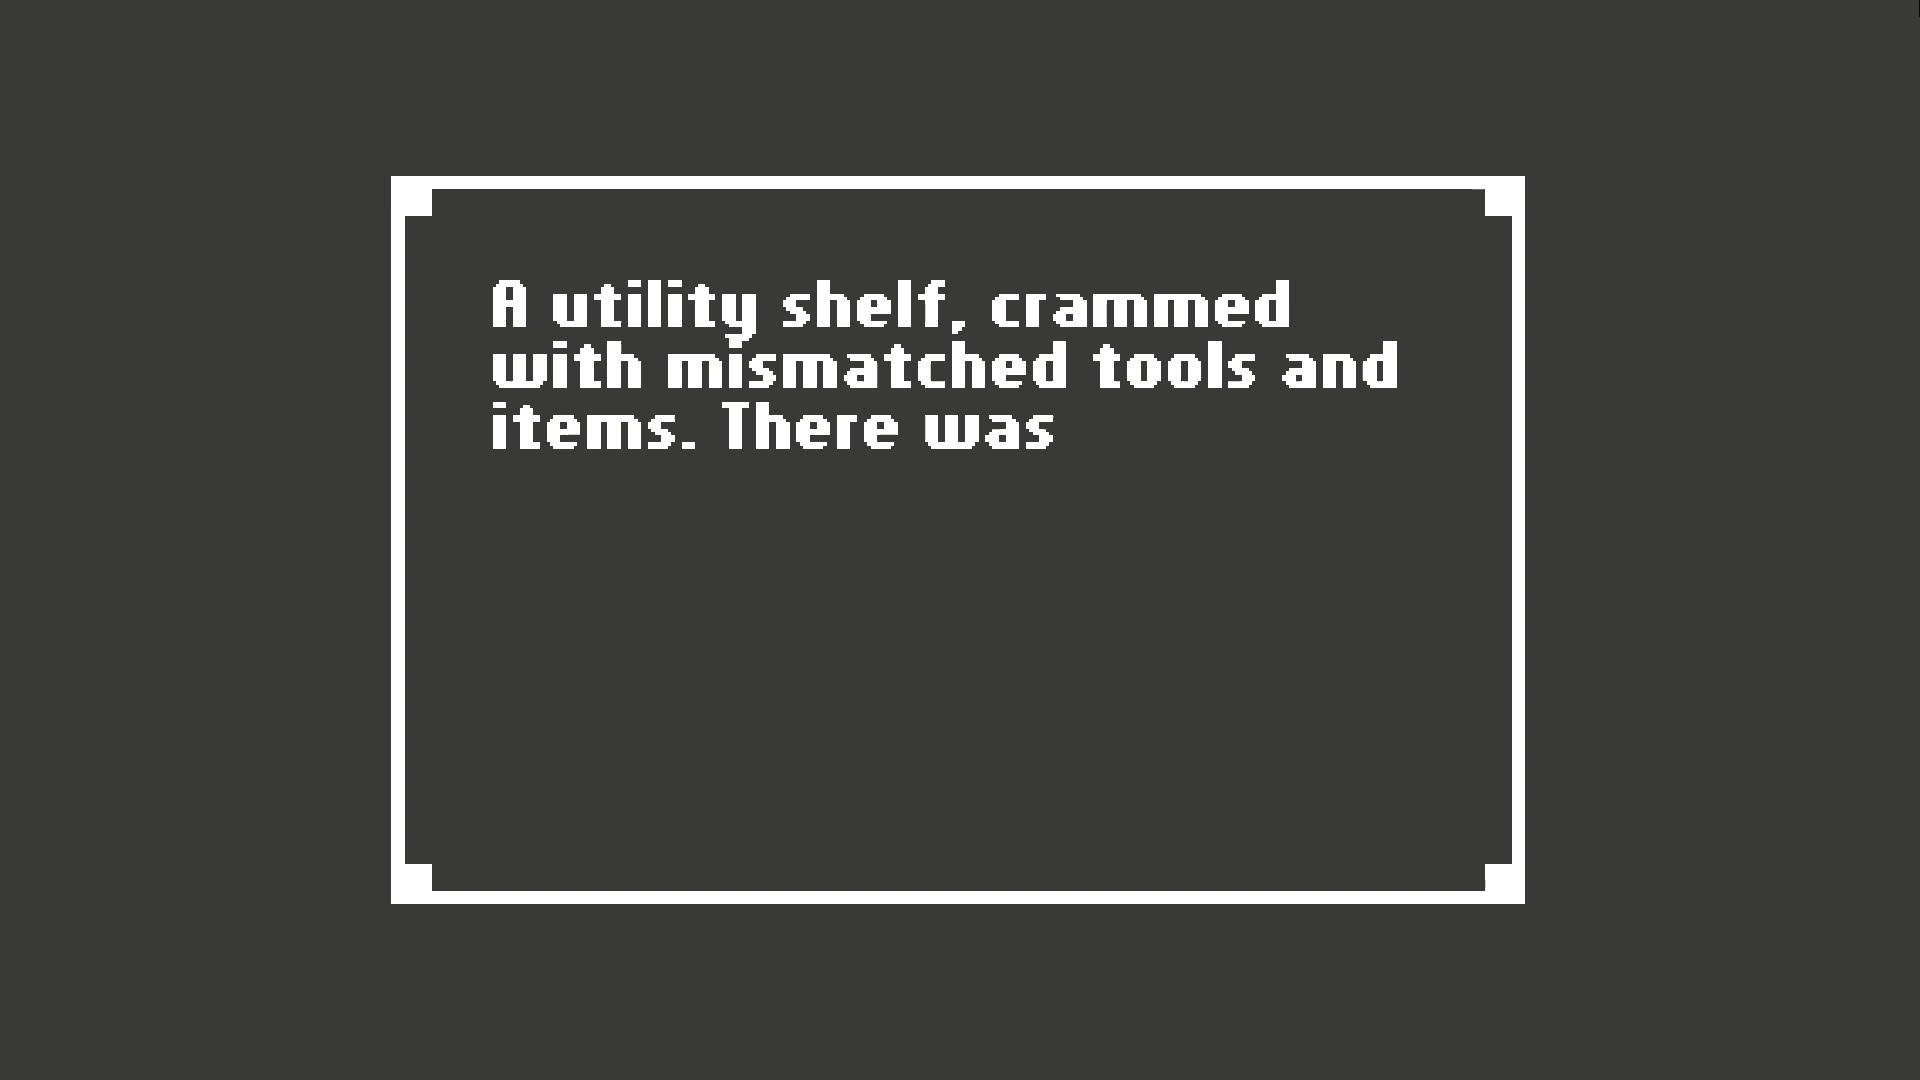 A utility shelf, crammed
with mismatched tools and
items. There was